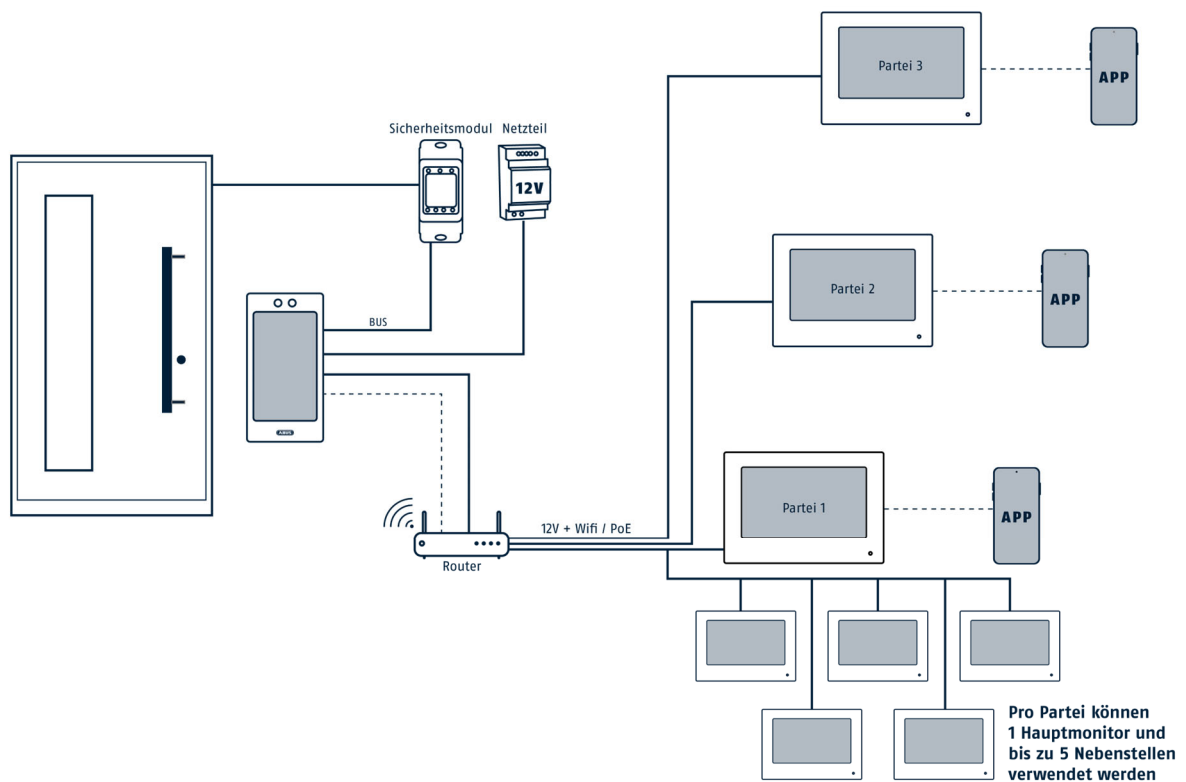 Partei 3
APP
Sicherheitsmodul
Netzteil
12V
Partei 2
APP
BUS
ABUS
Partei 1
APP
12V + Wifi / PoE
Router
Pro Partei können
1 Hauptmonitor und
bis zu 5 Nebenstellen
verwendet werden